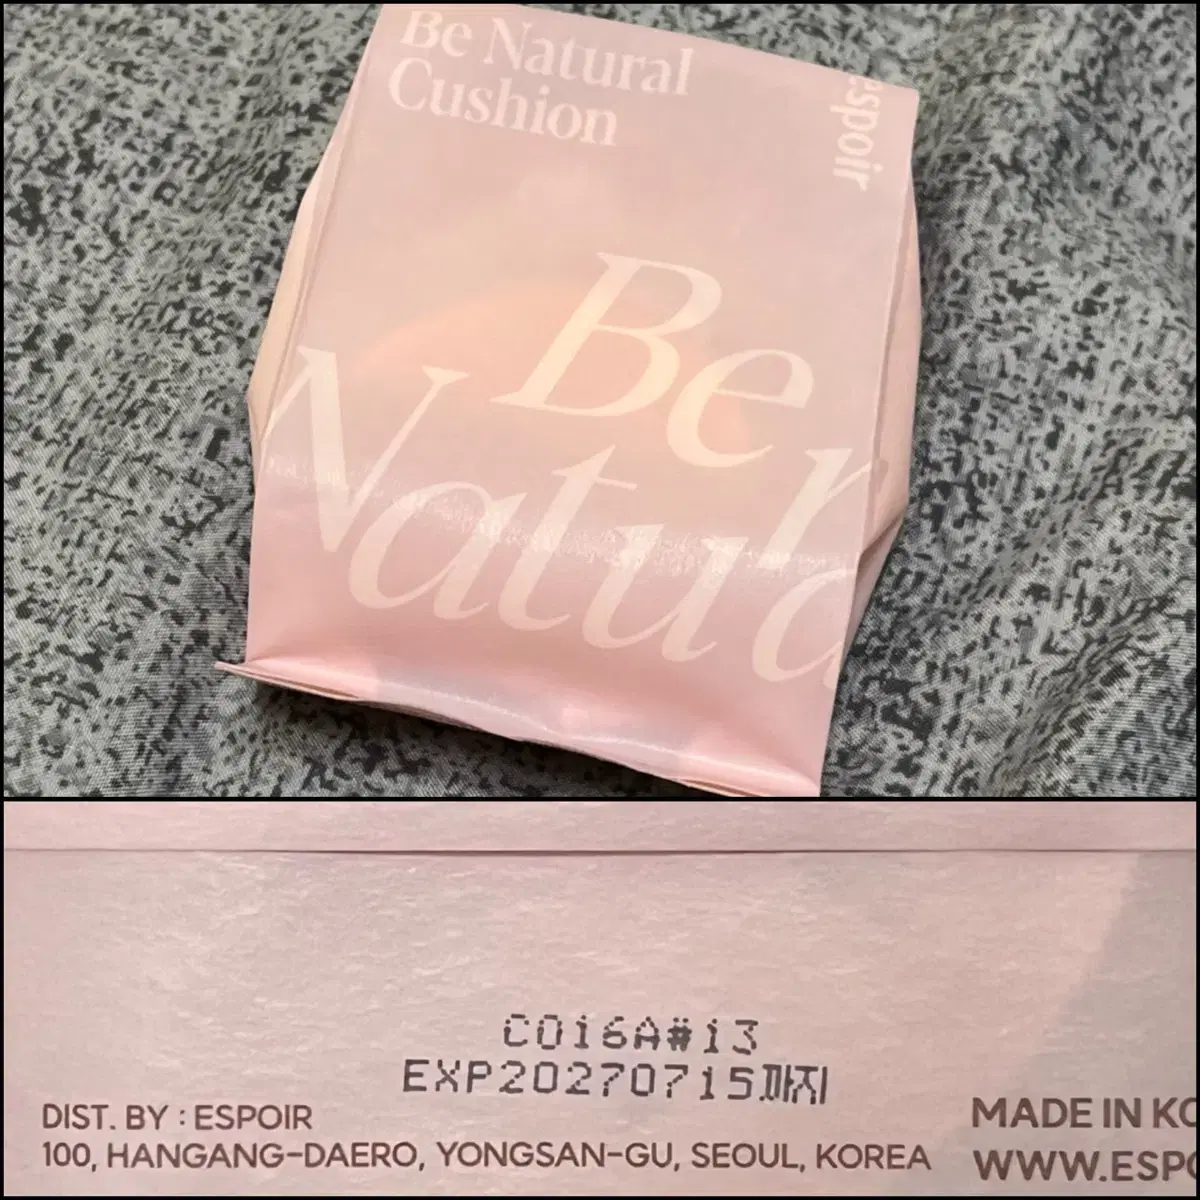 Be Natural
Cushion
espoir
Be
Natura
C016A#13
EXP20270715까지
DIST. BY : ESPOIR
100, HANGANG-DAERO, YONGSAN-GU, SEOUL, KOREA
MADE IN KO
WWW.ESPO